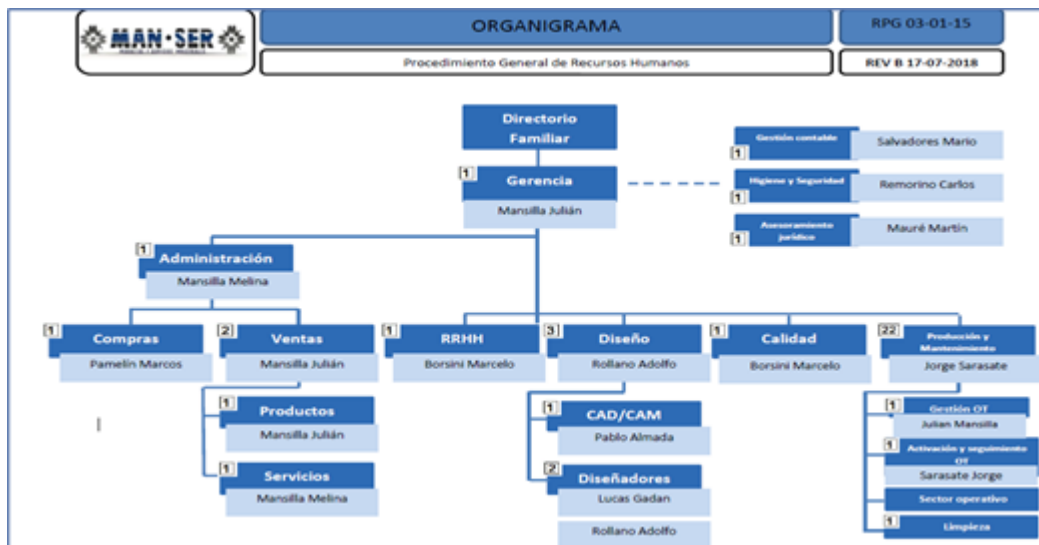 MAN·SER
ORGANIGRAMA
RPG 03-01-15
Procedimiento General de Recursos Humanos
REV B 17-07-2018
Directorio
Familiar
1
Gerencia
Mansilla Julián
Gestión contable
1
Salvadores Mario
Higiene y Seguridad
1
Remorino Carlos
Asesoramiento
jurídico
1
Mauré Martín
1
Administración
Mansilla Melina
1
Compras
Pamelín Marcos
2
Ventas
Mansilla Julián
1
RRHH
Borsini Marcelo
3
Diseño
Rollano Adolfo
1
Calidad
Borsini Marcelo
22
Producción y
Mantenimiento
Jorge Sarasate
1
Productos
Mansilla Julián
1
Servicios
Mansilla Melina
1
CAD/CAM
Pablo Almada
2
Diseñadores
Lucas Gadan
Rollano Adolfo
1
Gestión OT
Julian Mansilla
1
Activación y seguimiento
OT
Sarasate Jorge
Sector operativo
1
Limpieza